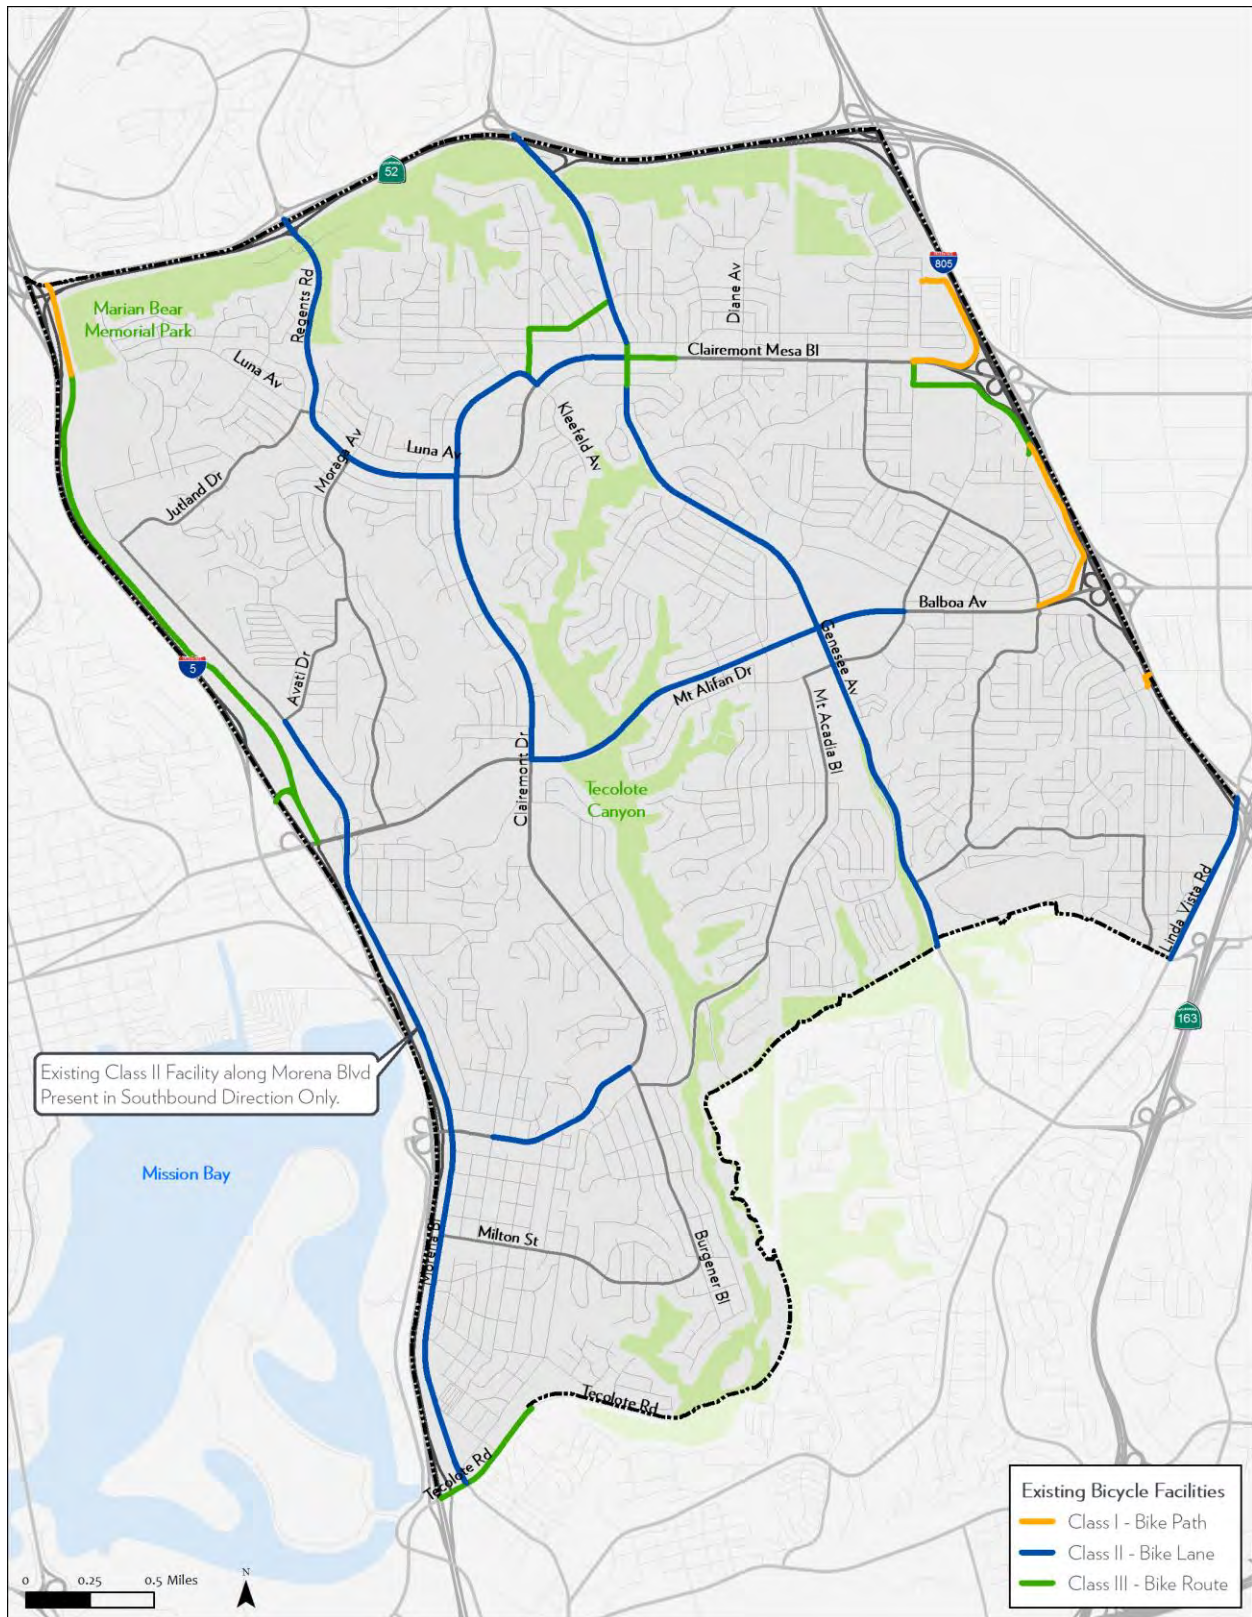 52
805
Diane Av
Regents Rd
Marian Bear
Memorial Park
Clairemont Mesa Bl
Luna Av
Kleefeld Av
Luna Av
Moraga Av
Jutland Dr
Balboa Av
Genesee Av
5
Avati Dr
Mt Alifan Dr
Mt Acadia Bl
Clairemont Dr
Tecolote
Canyon
Linda Vista Rd
163
Existing Class II Facility along Morena Blvd
Present in Southbound Direction Only.
Mission Bay
Morena Bl
Milton St
Burgener Bl
Tecolote Rd
Tecolote Rd
Existing Bicycle Facilities
Class I - Bike Path
Class II - Bike Lane
Class III - Bike Route
0 0.25 0.5 Miles
N